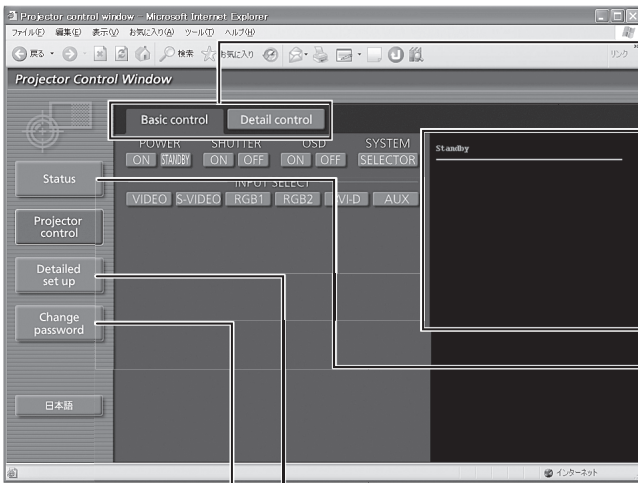 Projector control window - Microsoft Internet Explorer
ファイル(F) 編集(E) 表示(V) お気に入り(A) ツール(T) ヘルプ(H)
戻る 検索 お気に入り リンク
Projector Control Window
Basic control Detail control
POWER SHUTTER OSD SYSTEM
ON STANDBY ON OFF ON OFF SELECTOR
INPUT SELECT
VIDEO S-VIDEO RGB1 RGB2 DVI-D AUX
Standby
Status
Projector control
Detailed set up
Change password
日本語
インターネット